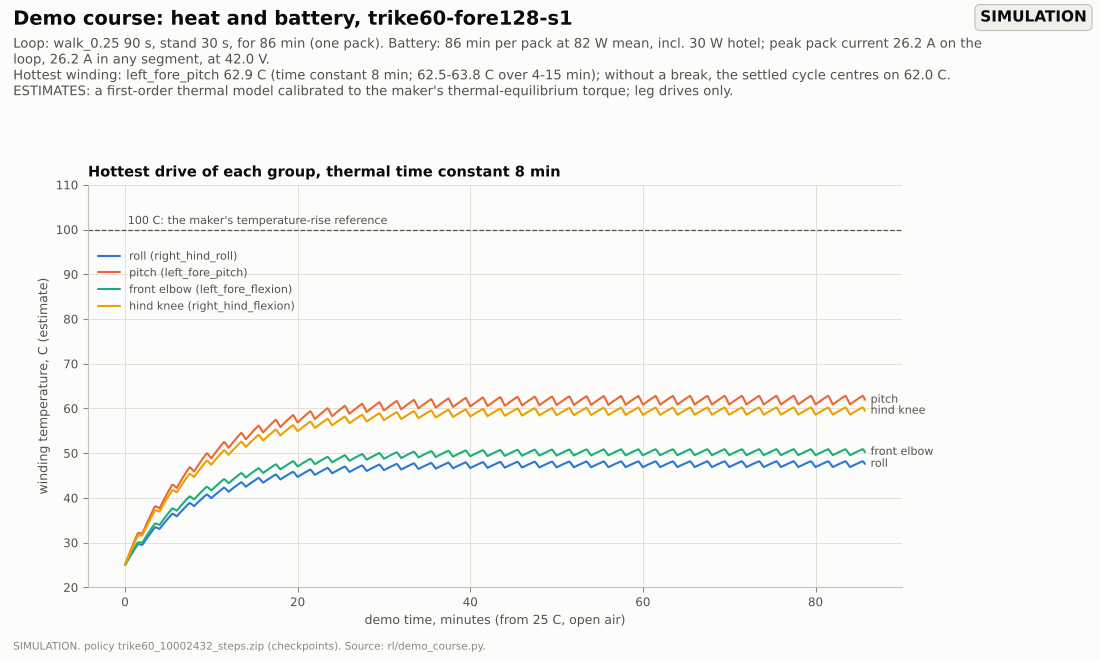 Demo course: heat and battery, trike60-fore128-s1
SIMULATION
Loop: walk_0.25 90 s, stand 30 s, for 86 min (one pack). Battery: 86 min per pack at 82 W mean, incl. 30 W hotel; peak pack current 26.2 A on the
loop, 26.2 A in any segment, at 42.0 V.
Hottest winding: left_fore_pitch 62.9 C (time constant 8 min; 62.5-63.8 C over 4-15 min); without a break, the settled cycle centres on 62.0 C.
ESTIMATES: a first-order thermal model calibrated to the maker's thermal-equilibrium torque; leg drives only.
Hottest drive of each group, thermal time constant 8 min
110
100
90
80
70
60
50
40
30
20
winding temperature, C (estimate)
100 C: the maker's temperature-rise reference
roll (right_hind_roll)
pitch (left_fore_pitch)
front elbow (left_fore_flexion)
hind knee (right_hind_flexion)
pitch
hind knee
front elbow
roll
0
20
40
60
80
demo time, minutes (from 25 C, open air)
SIMULATION. policy trike60_10002432_steps.zip (checkpoints). Source: rl/demo_course.py.